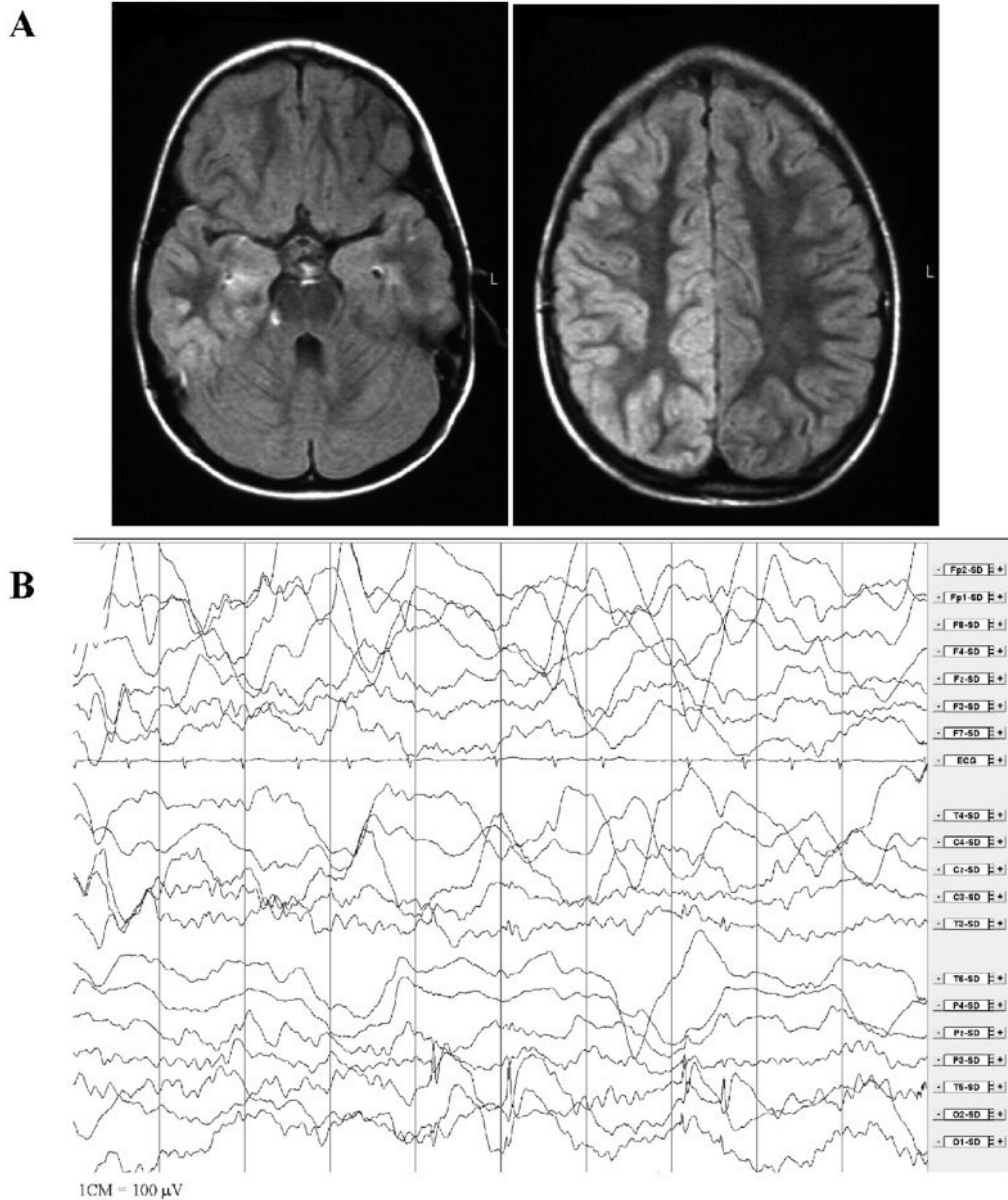 A
L
L
B
- Fp2-SD +
- Fp1-SD +
- F8-SD +
- F4-SD +
- Fz-SD +
- F3-SD +
- F7-SD +
- ECG +
- T4-SD +
- C4-SD +
- Cz-SD +
- C3-SD +
- T3-SD +
- T6-SD +
- P4-SD +
- Pz-SD +
- P3-SD +
- T5-SD +
- O2-SD +
- O1-SD +
1CM = 100 µV